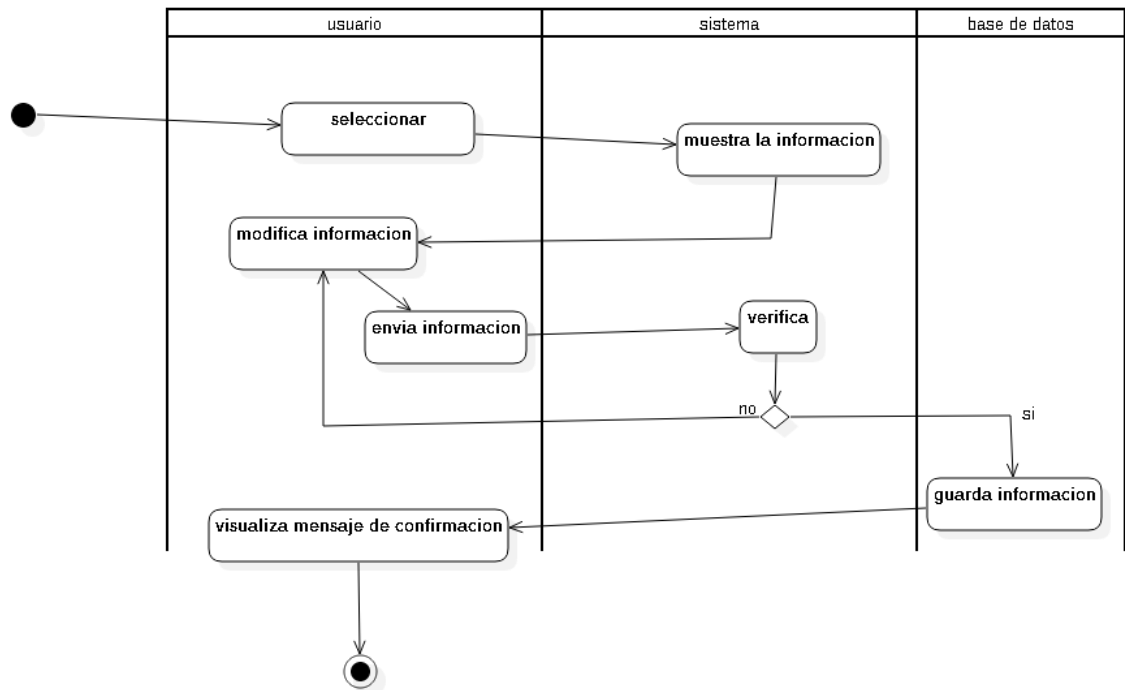 usuario
sistema
base de datos
seleccionar
muestra la informacion
modifica informacion
envia informacion
verifica
no
si
guarda informacion
visualiza mensaje de confirmacion